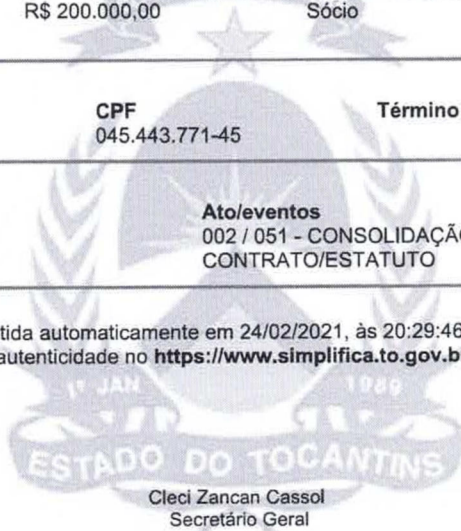 R$ 200.000,00 Sócio
CPF Término
045.443.771-45
Ato/eventos
002 / 051 - CONSOLIDAÇÃ
CONTRATO/ESTATUTO
tida automaticamente em 24/02/2021, às 20:29:46
autenticidade no https://www.simplifica.to.gov.b
1º JAN 1989
ESTADO DO TOCANTINS
Cleci Zancan Cassol
Secretário Geral